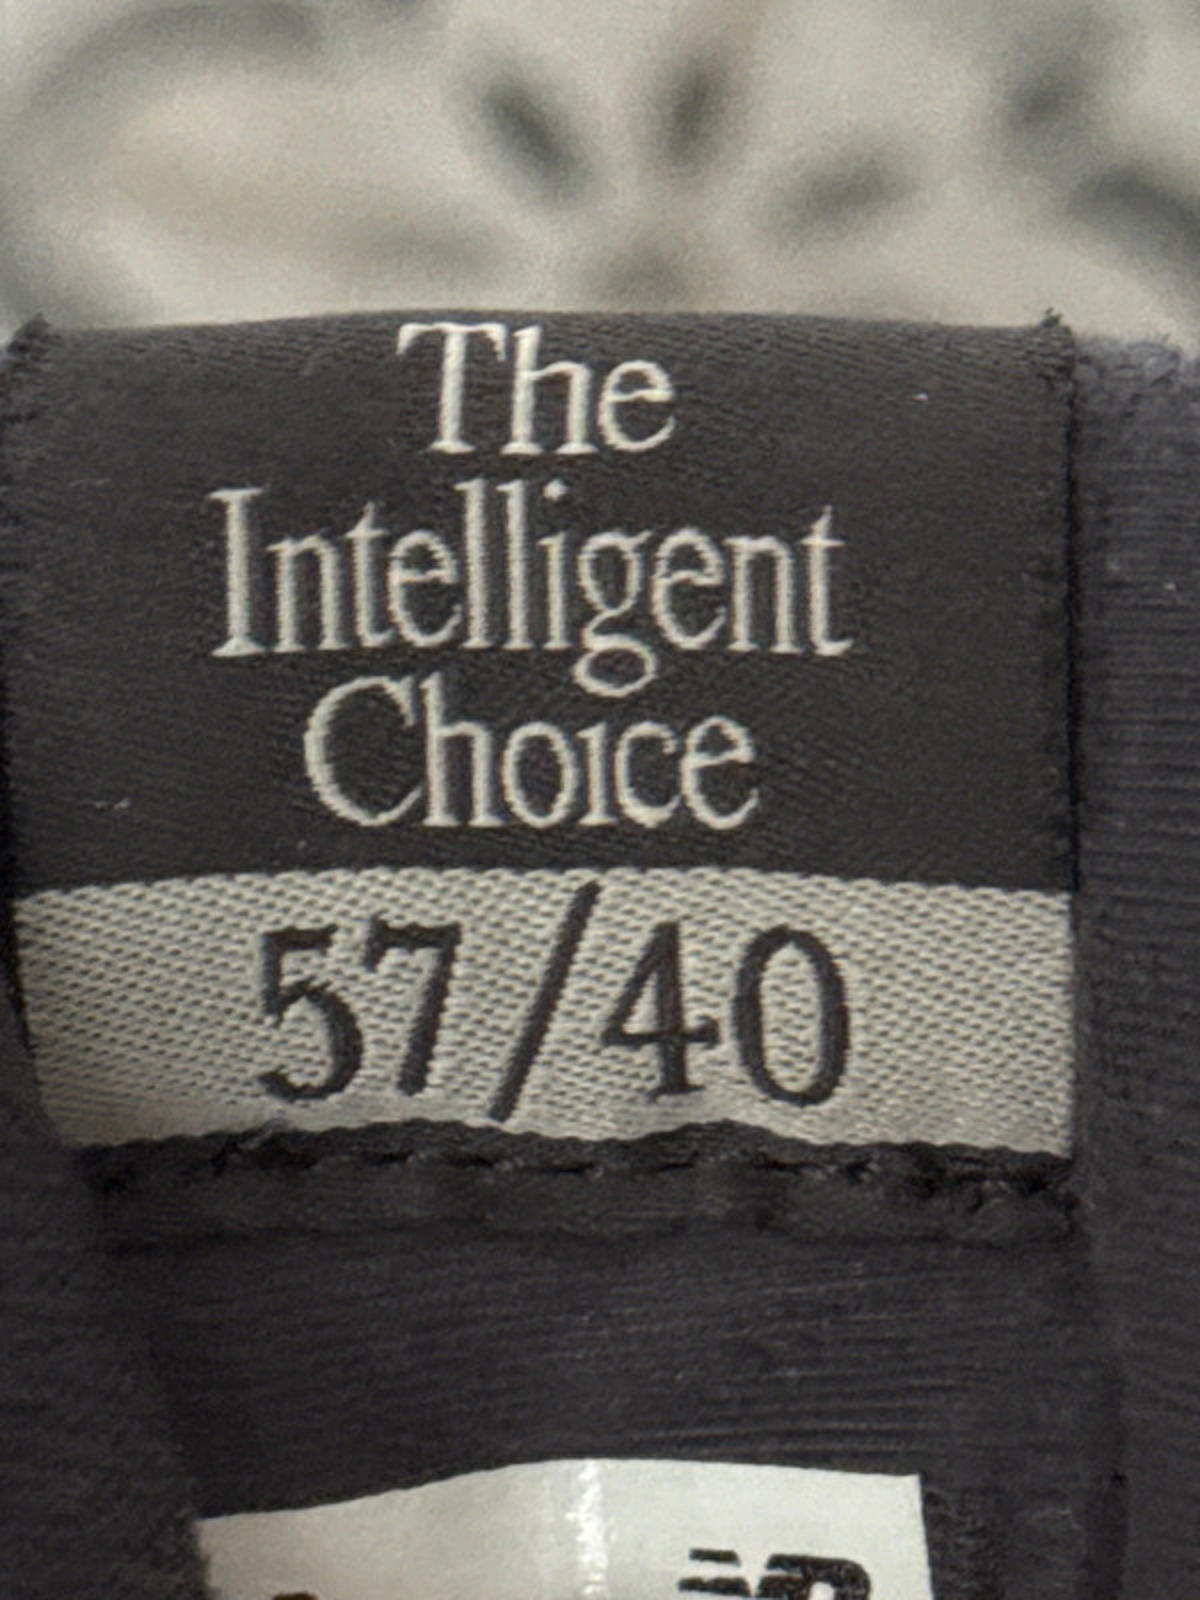 The
Intelligent
Choice
57/40